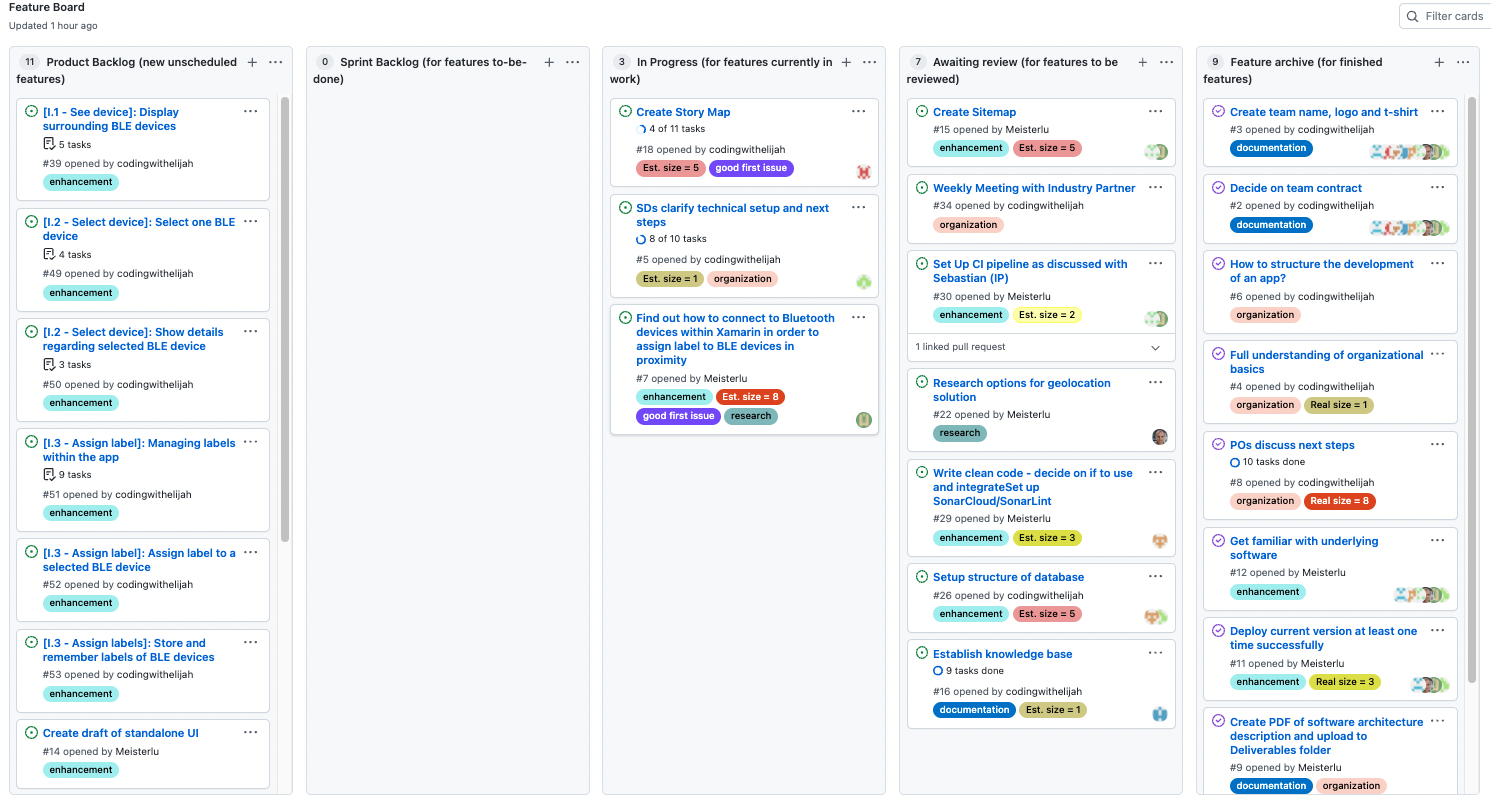 Feature Board
Updated 1 hour ago
Filter cards
11 Product Backlog (new unscheduled
features)
[I.1 - See device]: Display
surrounding BLE devices
5 tasks
#39 opened by codingwithelijah
enhancement
[I.2 - Select device]: Select one BLE
device
4 tasks
#49 opened by codingwithelijah
enhancement
[I.2 - Select device]: Show details
regarding selected BLE device
3 tasks
#50 opened by codingwithelijah
enhancement
[I.3 - Assign label]: Managing labels
within the app
9 tasks
#51 opened by codingwithelijah
enhancement
[I.3 - Assign label]: Assign label to a
selected BLE device
#52 opened by codingwithelijah
enhancement
[I.3 - Assign labels]: Store and
remember labels of BLE devices
#53 opened by codingwithelijah
enhancement
Create draft of standalone UI
#14 opened by Meisterlu
enhancement
0 Sprint Backlog (for features to-be-
done)
3 In Progress (for features currently in
work)
Create Story Map
4 of 11 tasks
#18 opened by codingwithelijah
Est. size = 5 good first issue
SDs clarify technical setup and next
steps
8 of 10 tasks
#5 opened by codingwithelijah
Est. size = 1 organization
Find out how to connect to Bluetooth
devices within Xamarin in order to
assign label to BLE devices in
proximity
#7 opened by Meisterlu
enhancement Est. size = 8
good first issue research
7 Awaiting review (for features to be
reviewed)
Create Sitemap
#15 opened by Meisterlu
enhancement Est. size = 5
Weekly Meeting with Industry Partner
#34 opened by codingwithelijah
organization
Set Up CI pipeline as discussed with
Sebastian (IP)
#30 opened by Meisterlu
enhancement Est. size = 2
1 linked pull request
Research options for geolocation
solution
#22 opened by Meisterlu
research
Write clean code - decide on if to use
and integrateSet up
SonarCloud/SonarLint
#29 opened by Meisterlu
enhancement Est. size = 3
Setup structure of database
#26 opened by codingwithelijah
enhancement Est. size = 5
Establish knowledge base
9 tasks done
#16 opened by codingwithelijah
documentation Est. size = 1
9 Feature archive (for finished
features)
Create team name, logo and t-shirt
#3 opened by codingwithelijah
documentation
Decide on team contract
#2 opened by codingwithelijah
documentation
How to structure the development
of an app?
#6 opened by codingwithelijah
organization
Full understanding of organizational
basics
#4 opened by codingwithelijah
organization Real size = 1
POs discuss next steps
10 tasks done
#8 opened by codingwithelijah
organization Real size = 8
Get familiar with underlying
software
#12 opened by Meisterlu
enhancement
Deploy current version at least one
time successfully
#11 opened by Meisterlu
enhancement Real size = 3
Create PDF of software architecture
description and upload to
Deliverables folder
#9 opened by Meisterlu
documentation organization